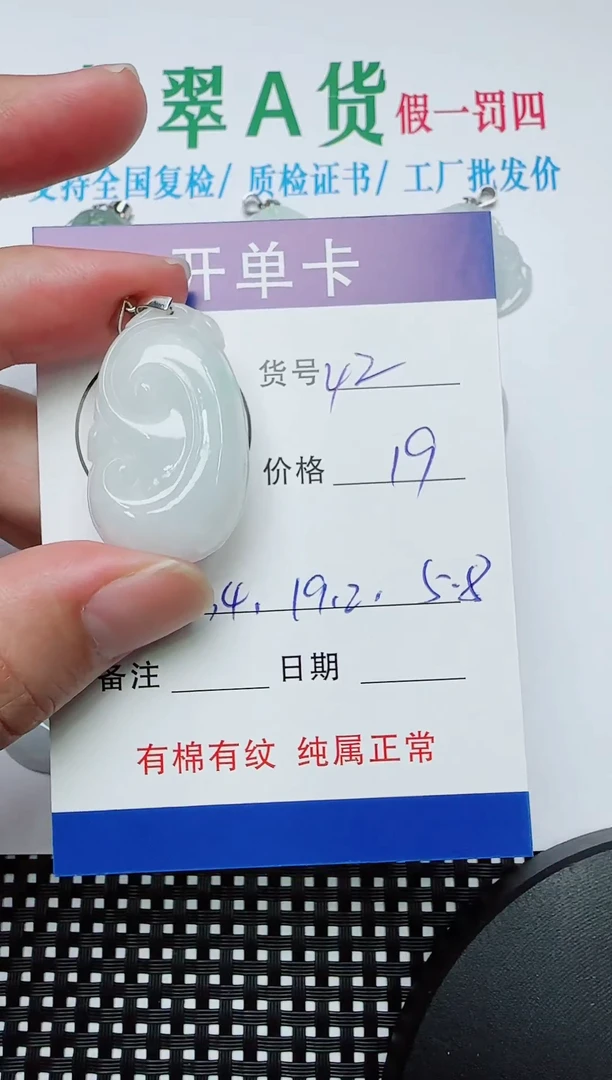 翠A货 假一罚四
支持全国复检/ 质检证书/ 工厂批发价
开单卡
货号 42
价格 19
.4. 19.2. 5.8
备注 日期
有棉有纹 纯属正常